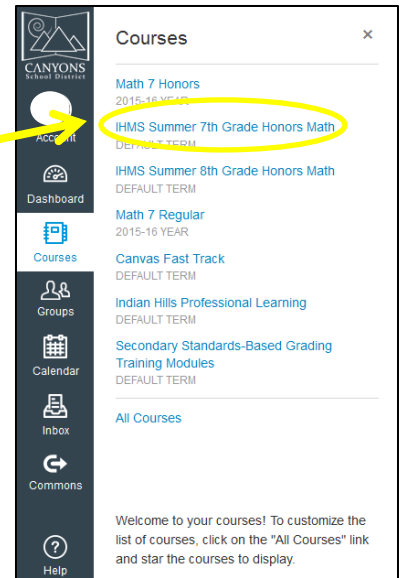 CANYONS
School District
Account
Dashboard
Courses
Groups
Calendar
Inbox
Commons
Help
Courses ×
Math 7 Honors
2015-16 YEAR
IHMS Summer 7th Grade Honors Math
DEFAULT TERM
IHMS Summer 8th Grade Honors Math
DEFAULT TERM
Math 7 Regular
2015-16 YEAR
Canvas Fast Track
DEFAULT TERM
Indian Hills Professional Learning
DEFAULT TERM
Secondary Standards-Based Grading
Training Modules
DEFAULT TERM
All Courses
Welcome to your courses! To customize the
list of courses, click on the "All Courses" link
and star the courses to display.